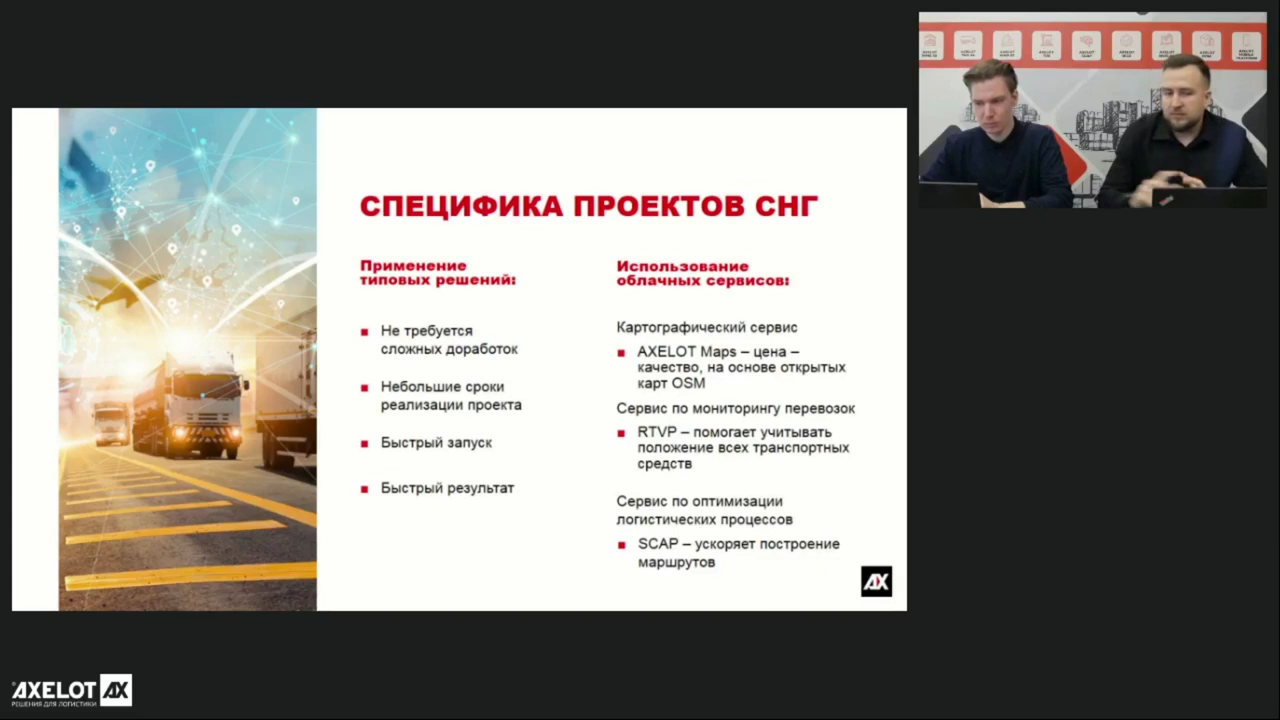 СПЕЦИФИКА ПРОЕКТОВ СНГ
Применение
типовых решений:
Не требуется
сложных доработок
Небольшие сроки
реализации проекта
Быстрый запуск
Быстрый результат
Использование
облачных сервисов:
Картографический сервис
AXELOT Maps – цена –
качество, на основе открытых
карт OSM
Сервис по мониторингу перевозок
RTVP – помогает учитывать
положение всех транспортных
средств
Сервис по оптимизации
логистических процессов
SCAP – ускоряет построение
маршрутов
AX
AXELOT AX
РЕШЕНИЯ ДЛЯ ЛОГИСТИКИ